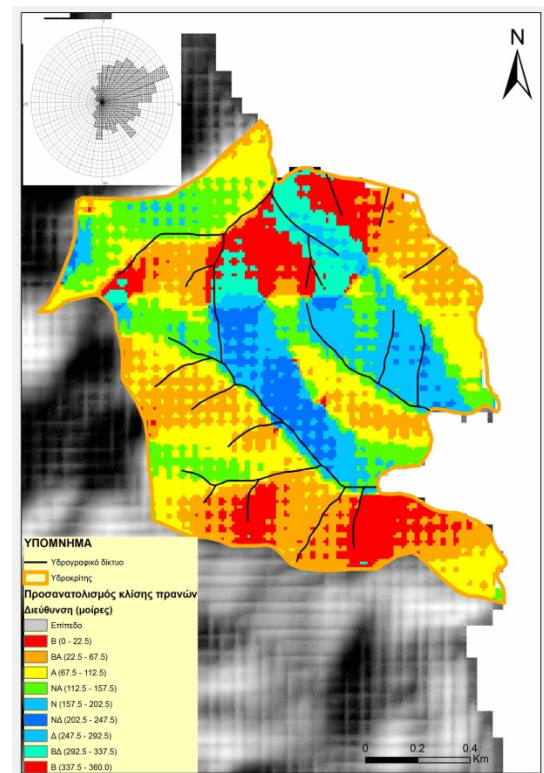 N
ΥΠΟΜΝΗΜΑ
Υδρογραφικό δίκτυο
Υδροκρίτης
Προσανατολισμός κλίσης πρανών
Διεύθυνση (μοίρες)
Επίπεδο
Β (0 - 22.5)
ΒΑ (22.5 - 67.5)
Α (67.5 - 112.5)
ΝΑ (112.5 - 157.5)
Ν (157.5 - 202.5)
ΝΔ (202.5 - 247.5)
Δ (247.5 - 292.5)
ΒΔ (292.5 - 337.5)
Β (337.5 - 360.0)
0 0.2 0.4
Km